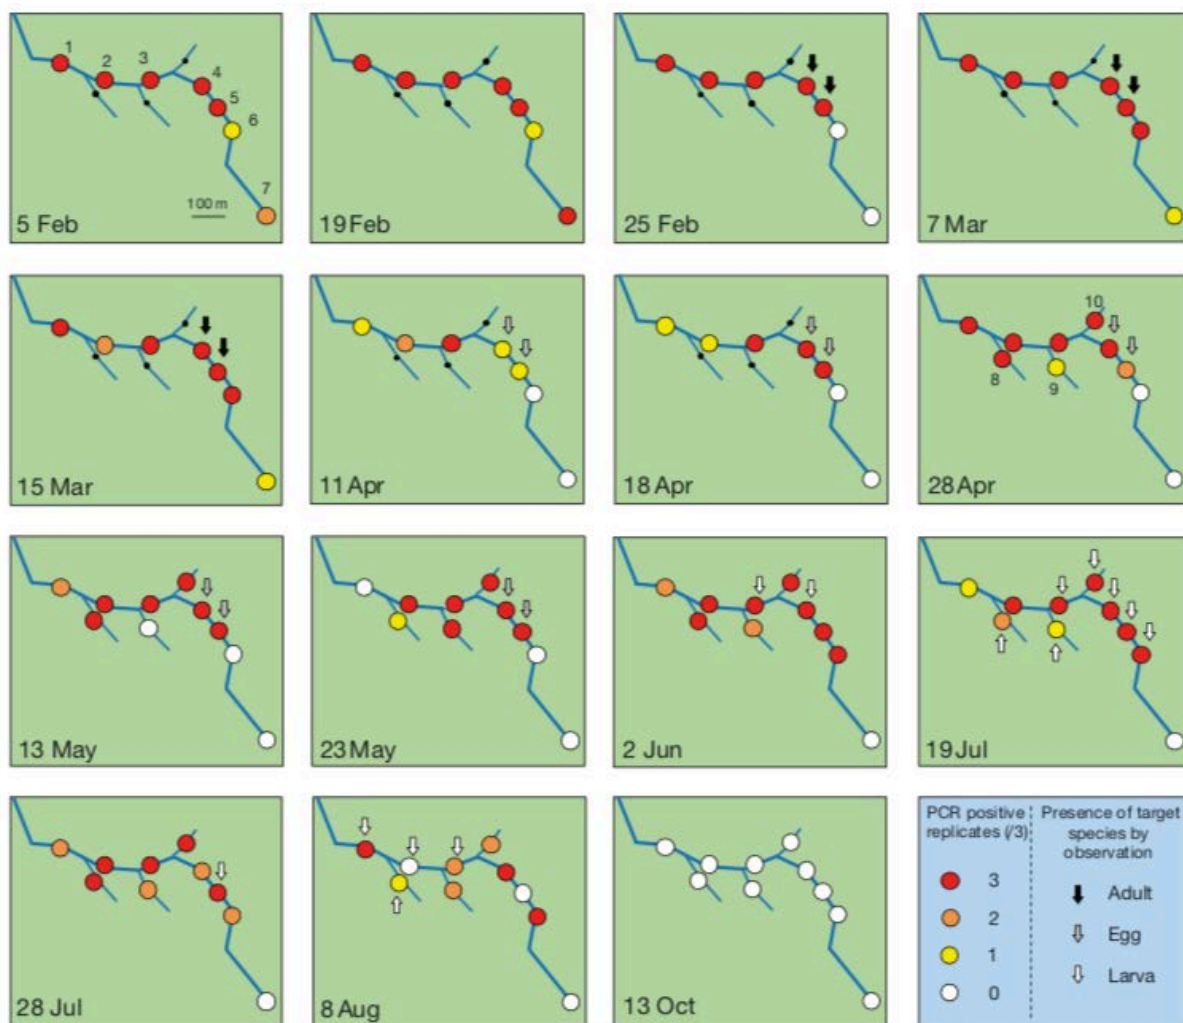 1
2
3
4
5
6
7
100 m
5 Feb
19 Feb
25 Feb
7 Mar
15 Mar
11 Apr
18 Apr
10
8
9
28 Apr
13 May
23 May
2 Jun
19 Jul
28 Jul
8 Aug
13 Oct
PCR positive
replicates (/3)
3
2
1
0
Presence of target
species by
observation
Adult
Egg
Larva